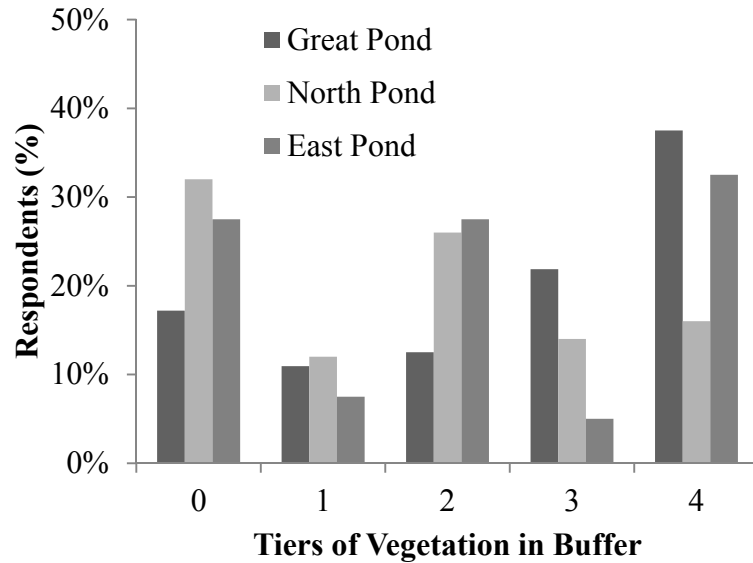 50%
40%
30%
20%
10%
0%
Respondents (%)
Great Pond
North Pond
East Pond
0 1 2 3 4
Tiers of Vegetation in Buffer